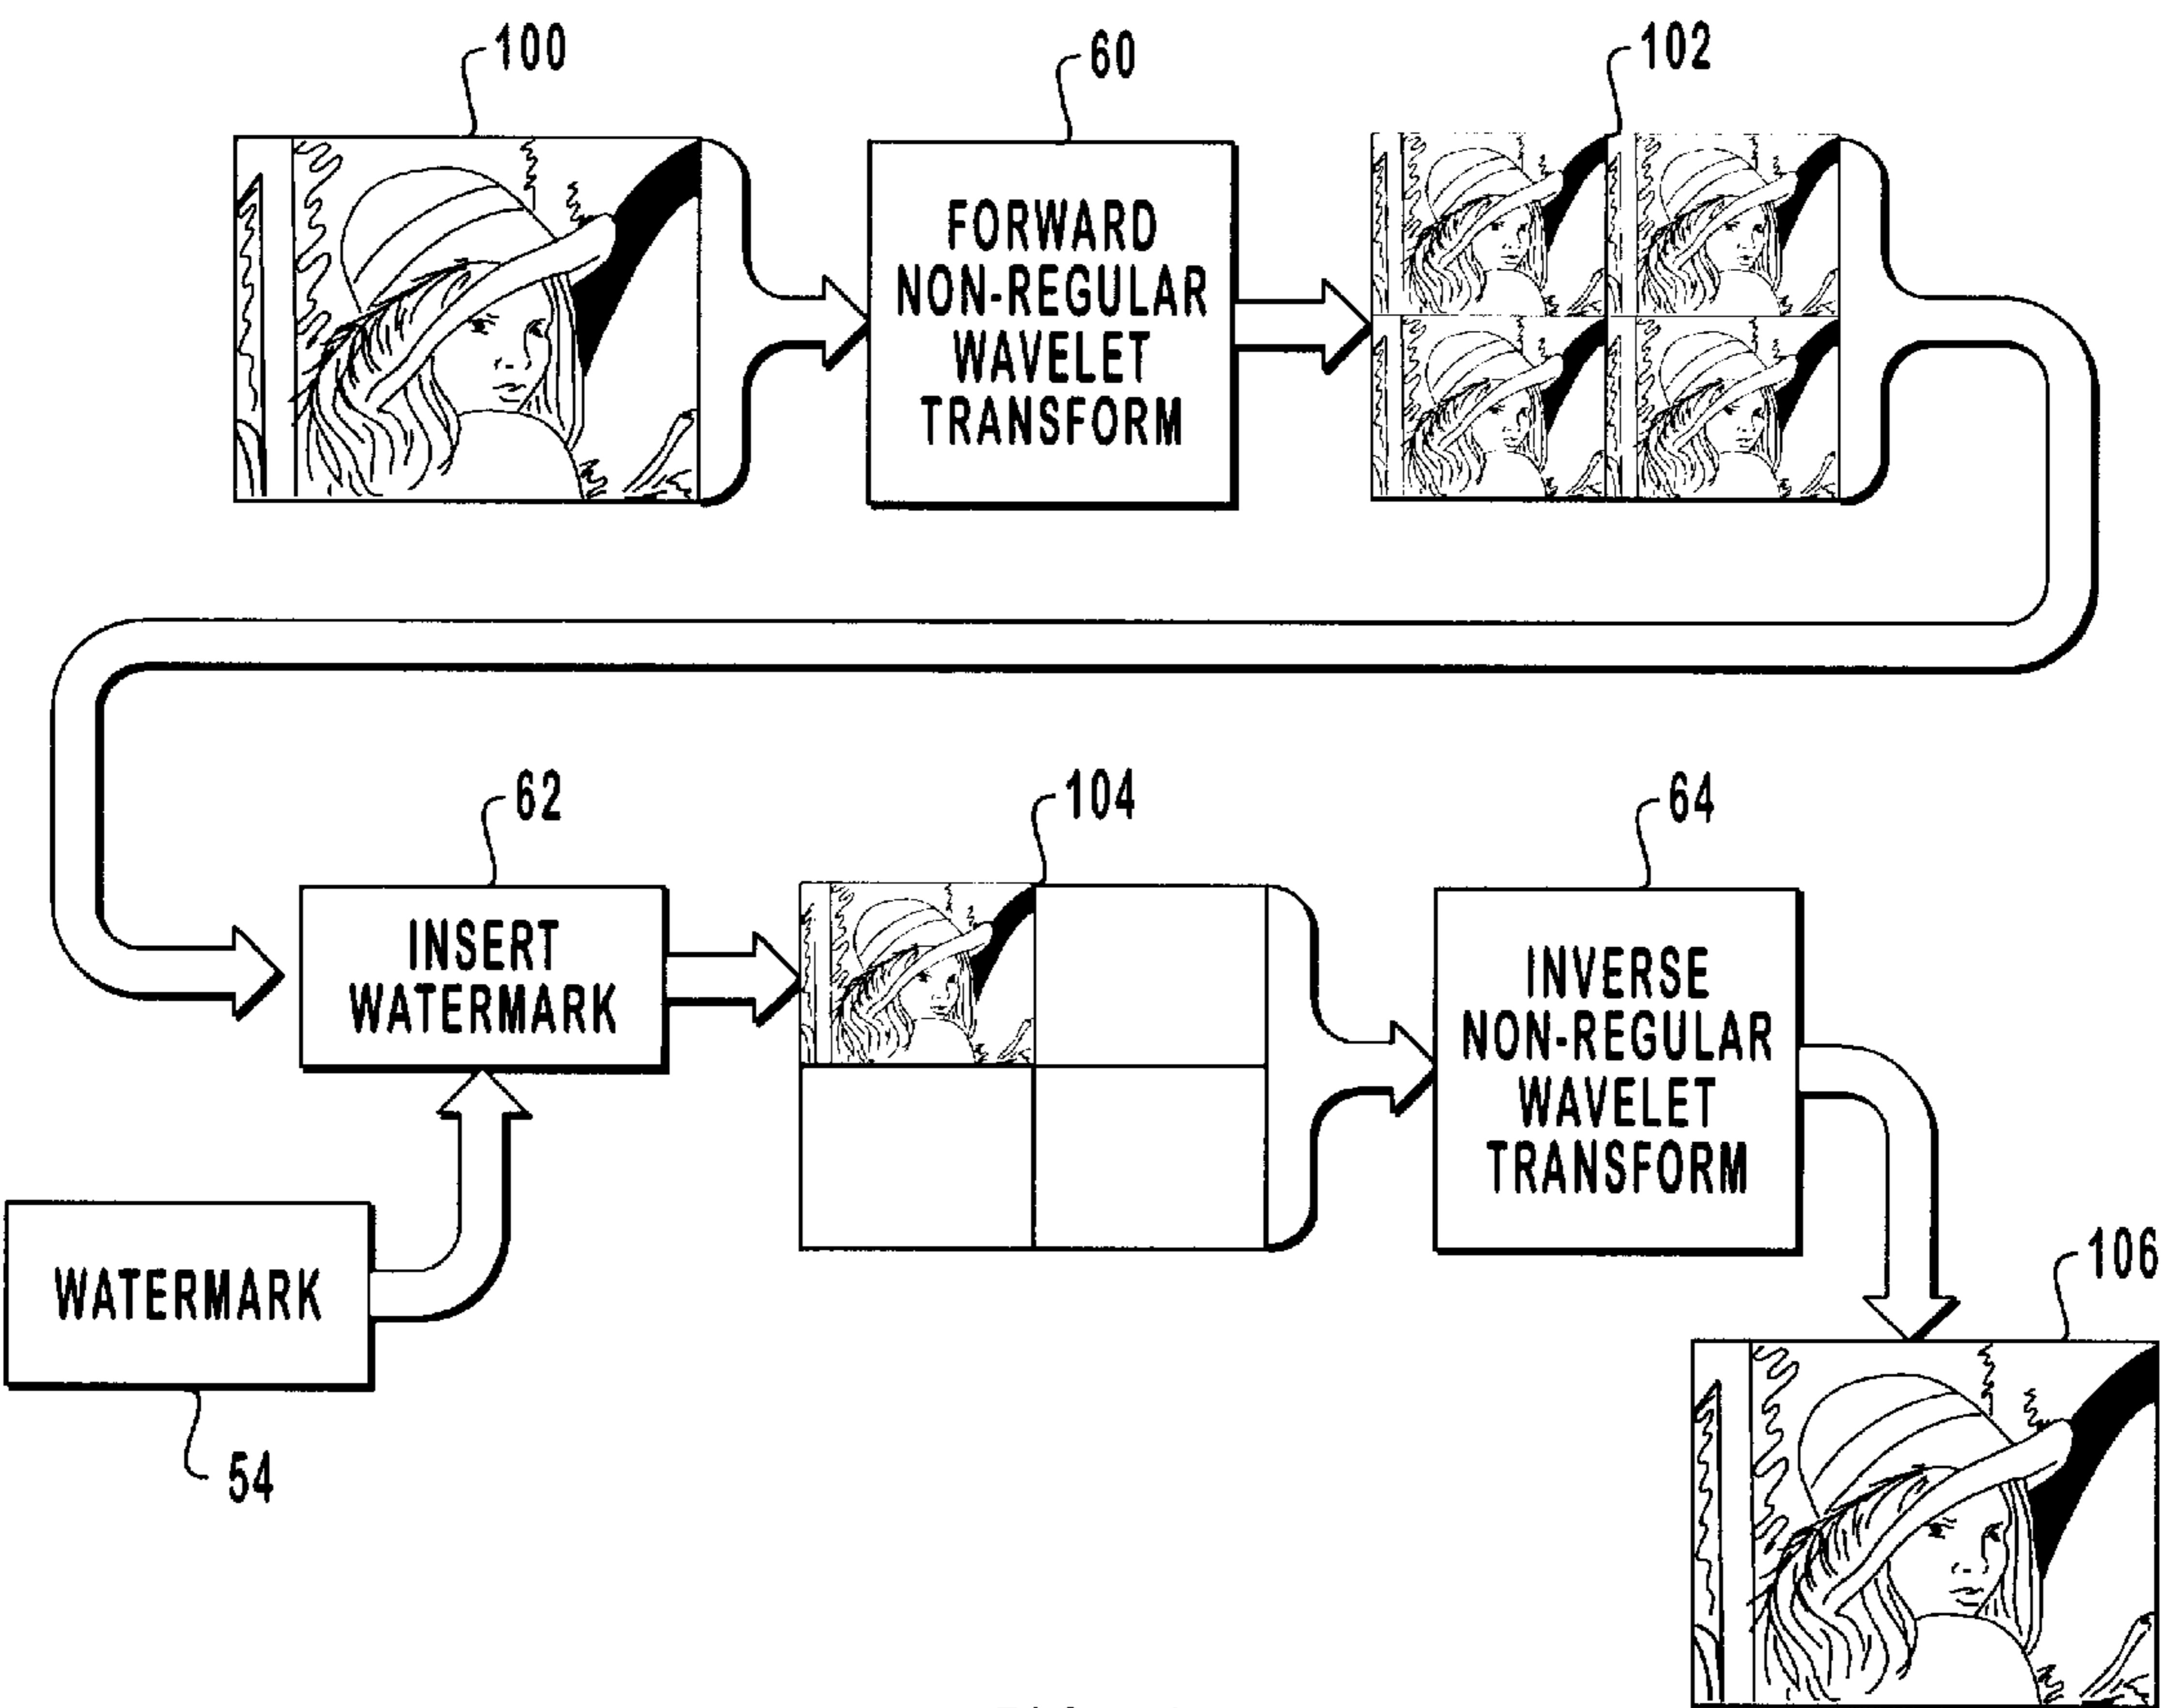 100
60
102
FORWARD
NON-REGULAR
WAVELET
TRANSFORM
62
104
64
INSERT
WATERMARK
INVERSE
NON-REGULAR
WAVELET
TRANSFORM
WATERMARK
54
106